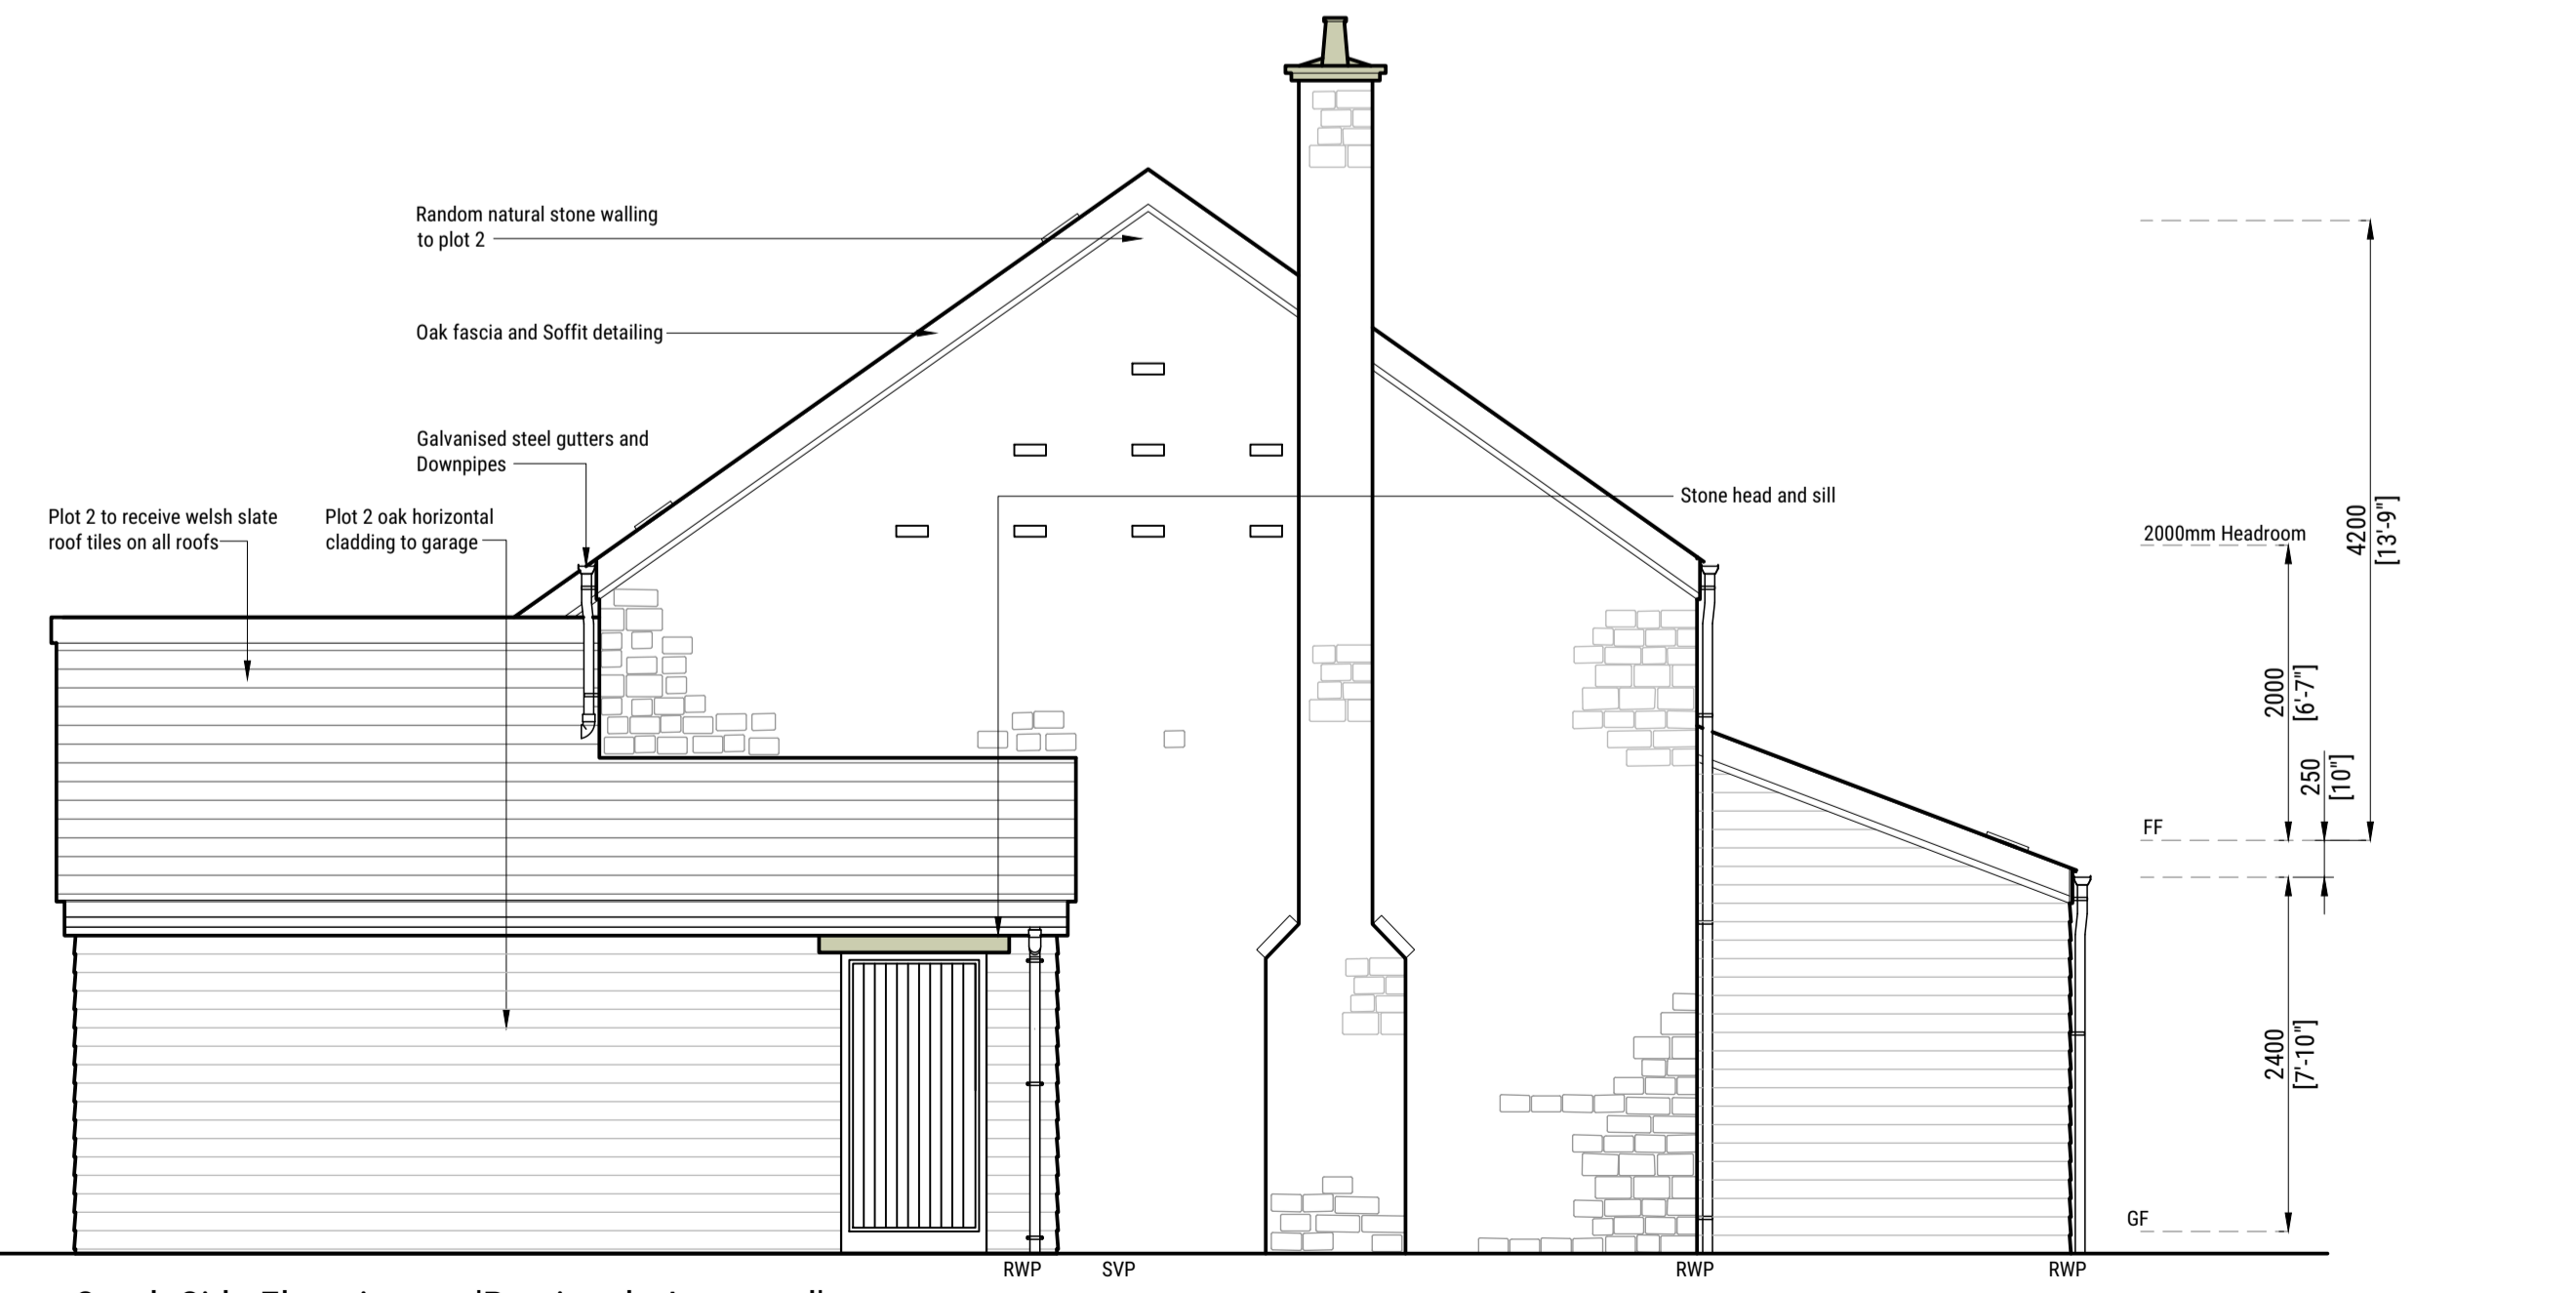 Random natural stone walling
to plot 2
Oak fascia and Soffit detailing
Galvanised steel gutters and
Downpipes
Stone head and sill
Plot 2 to receive welsh slate
roof tiles on all roofs
Plot 2 oak horizontal
cladding to garage
2000mm Headroom
4200
[13'-9"]
2000
[6'-7"]
250
[10"]
FF
2400
[7'-10"]
GF
RWP
SVP
RWP
RWP